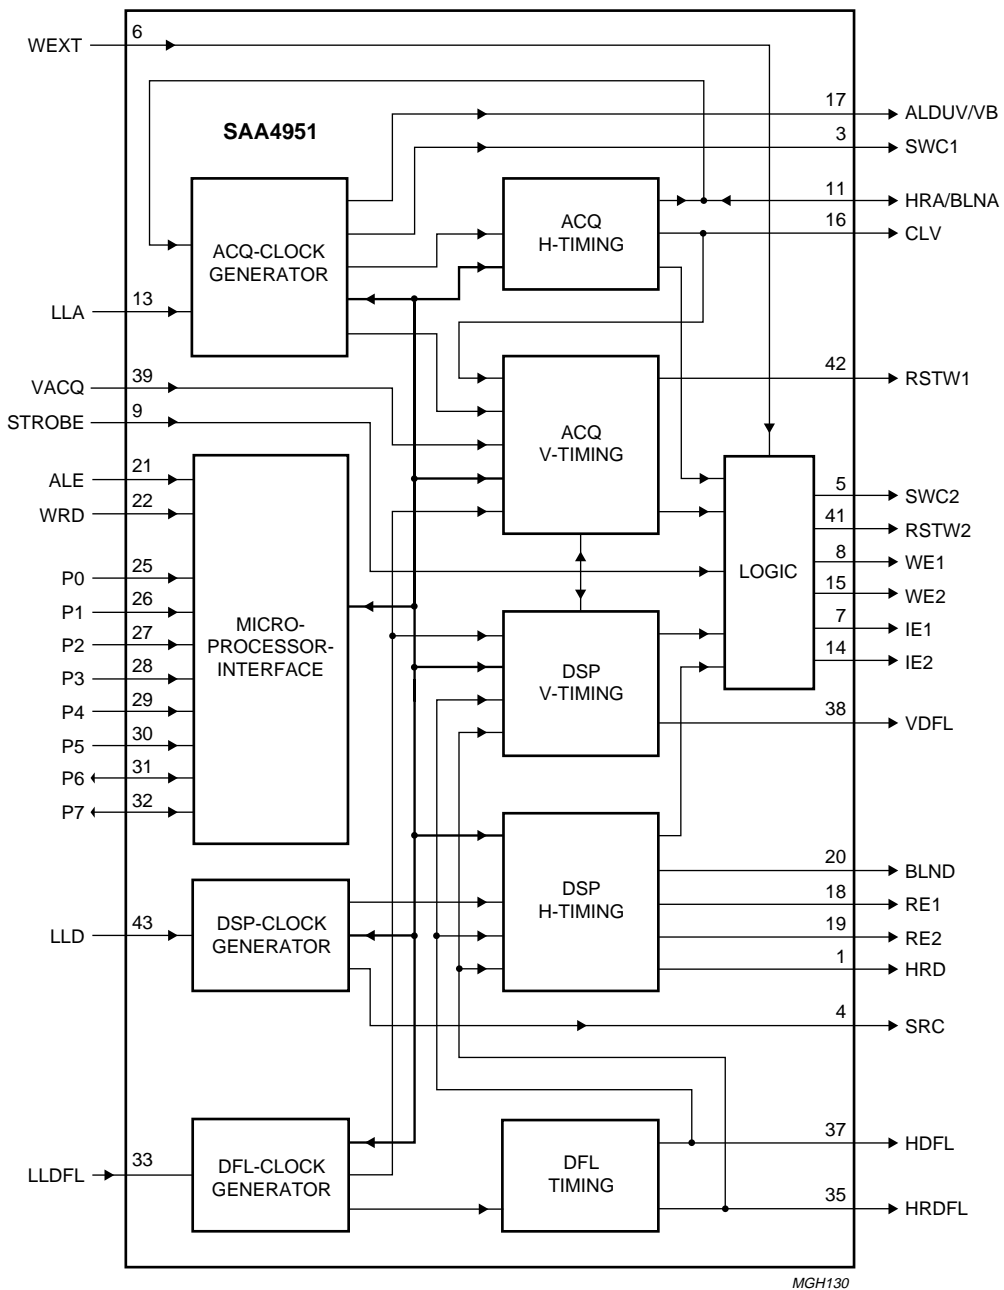 WEXT 6
SAA4951
17 ALDUV/VB
3 SWC1
11 HRA/BLNA
16 CLV
ACQ-CLOCK
GENERATOR
ACQ
H-TIMING
LLA 13
VACQ 39
STROBE 9
42 RSTW1
ACQ
V-TIMING
ALE 21
WRD 22
P0 25
P1 26
P2 27
P3 28
P4 29
P5 30
P6 31
P7 32
MICRO-
PROCESSOR-
INTERFACE
LOGIC
5 SWC2
41 RSTW2
8 WE1
15 WE2
7 IE1
14 IE2
DSP
V-TIMING
38 VDFL
DSP
H-TIMING
20 BLND
18 RE1
19 RE2
1 HRD
LLD 43
DSP-CLOCK
GENERATOR
4 SRC
LLDFL 33
DFL-CLOCK
GENERATOR
DFL
TIMING
37 HDFL
35 HRDFL
MGH130